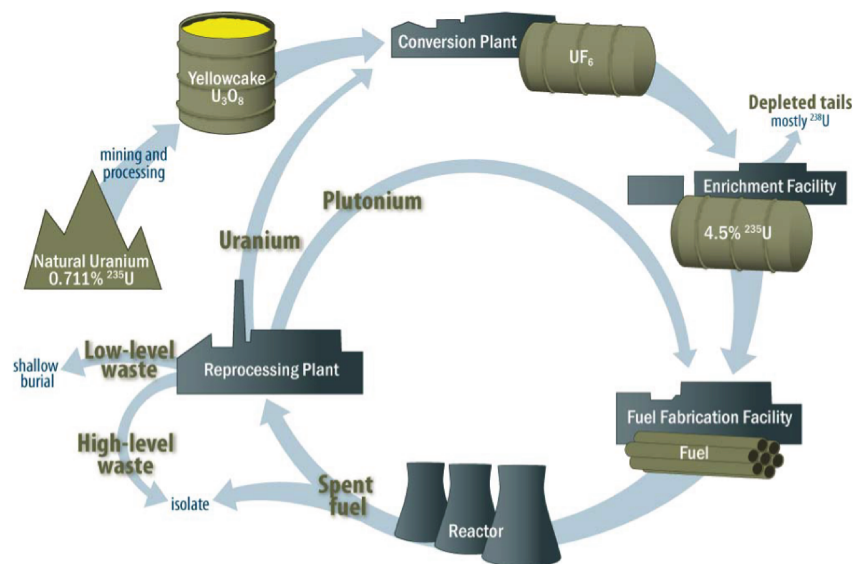 Yellowcake
U₃O₈
Conversion Plant
UF₆
Depleted tails
mostly ²³⁸U
mining and
processing
Enrichment Facility
4.5% ²³⁵U
Plutonium
Uranium
Natural Uranium
0.711% ²³⁵U
Low-level
waste
shallow
burial
Reprocessing Plant
Fuel Fabrication Facility
Fuel
High-level
waste
Spent
fuel
isolate
Reactor